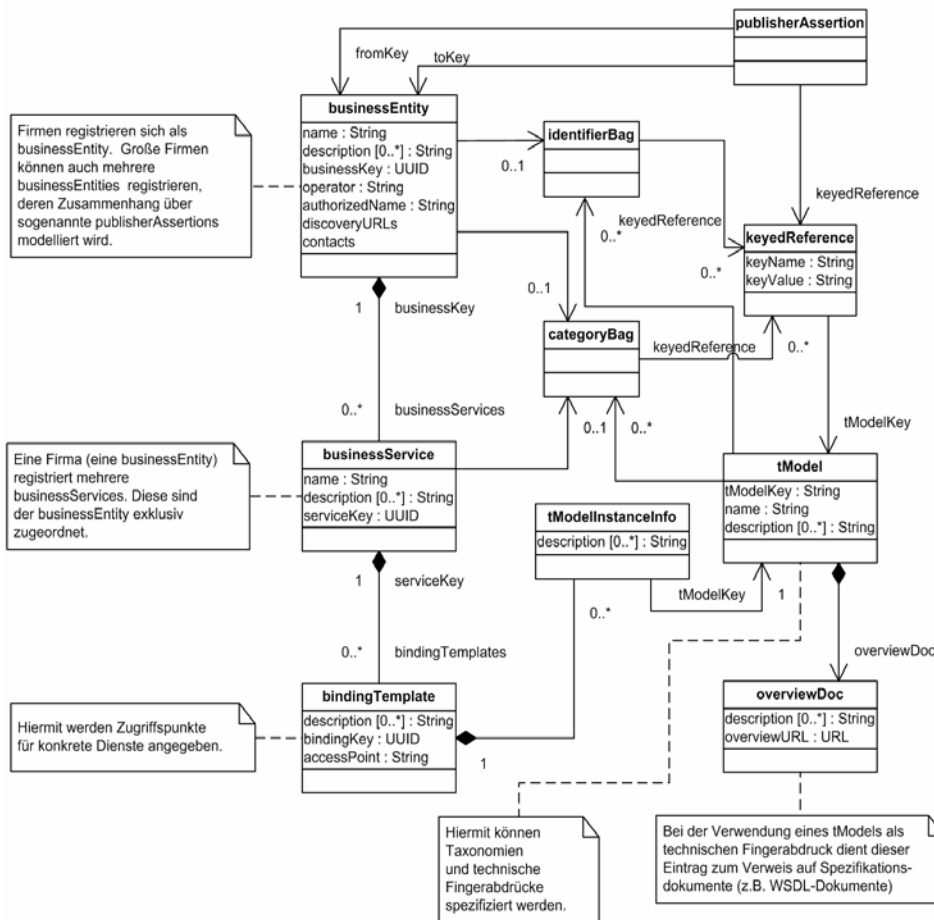 publisherAssertion
fromKey
toKey
businessEntity
name : String
description [0..*] : String
businessKey : UUID
operator : String
authorizedName : String
discoveryURLs
contacts
Firmen registrieren sich als
businessEntity. Große Firmen
können auch mehrere
businessEntities registrieren,
deren Zusammenhang über
sogenannte publisherAssertions
modelliert wird.
identifierBag
0..1
keyedReference
0..*
keyedReference
keyedReference
keyName : String
keyValue : String
0..*
0..1
categoryBag
keyedReference
0..*
1
businessKey
0..*
businessServices
0..1
0..*
tModelKey
Eine Firma (eine businessEntity)
registriert mehrere
businessServices. Diese sind
der businessEntity exklusiv
zugeordnet.
businessService
name : String
description [0..*] : String
serviceKey : UUID
tModel
tModelKey : String
name : String
description [0..*] : String
tModelInstanceInfo
description [0..*] : String
1
serviceKey
0..*
tModelKey
1
0..*
bindingTemplates
overviewDoc
Hiermit werden Zugriffspunkte
für konkrete Dienste angegeben.
bindingTemplate
description [0..*] : String
bindingKey : UUID
accessPoint : String
1
overviewDoc
description [0..*] : String
overviewURL : URL
Hiermit können
Taxonomien
und technische
Fingerabdrücke
spezifiziert werden.
Bei der Verwendung eines tModels als
technischen Fingerabdruck dient dieser
Eintrag zum Verweis auf Spezifikations-
dokumente (z.B. WSDL-Dokumente)